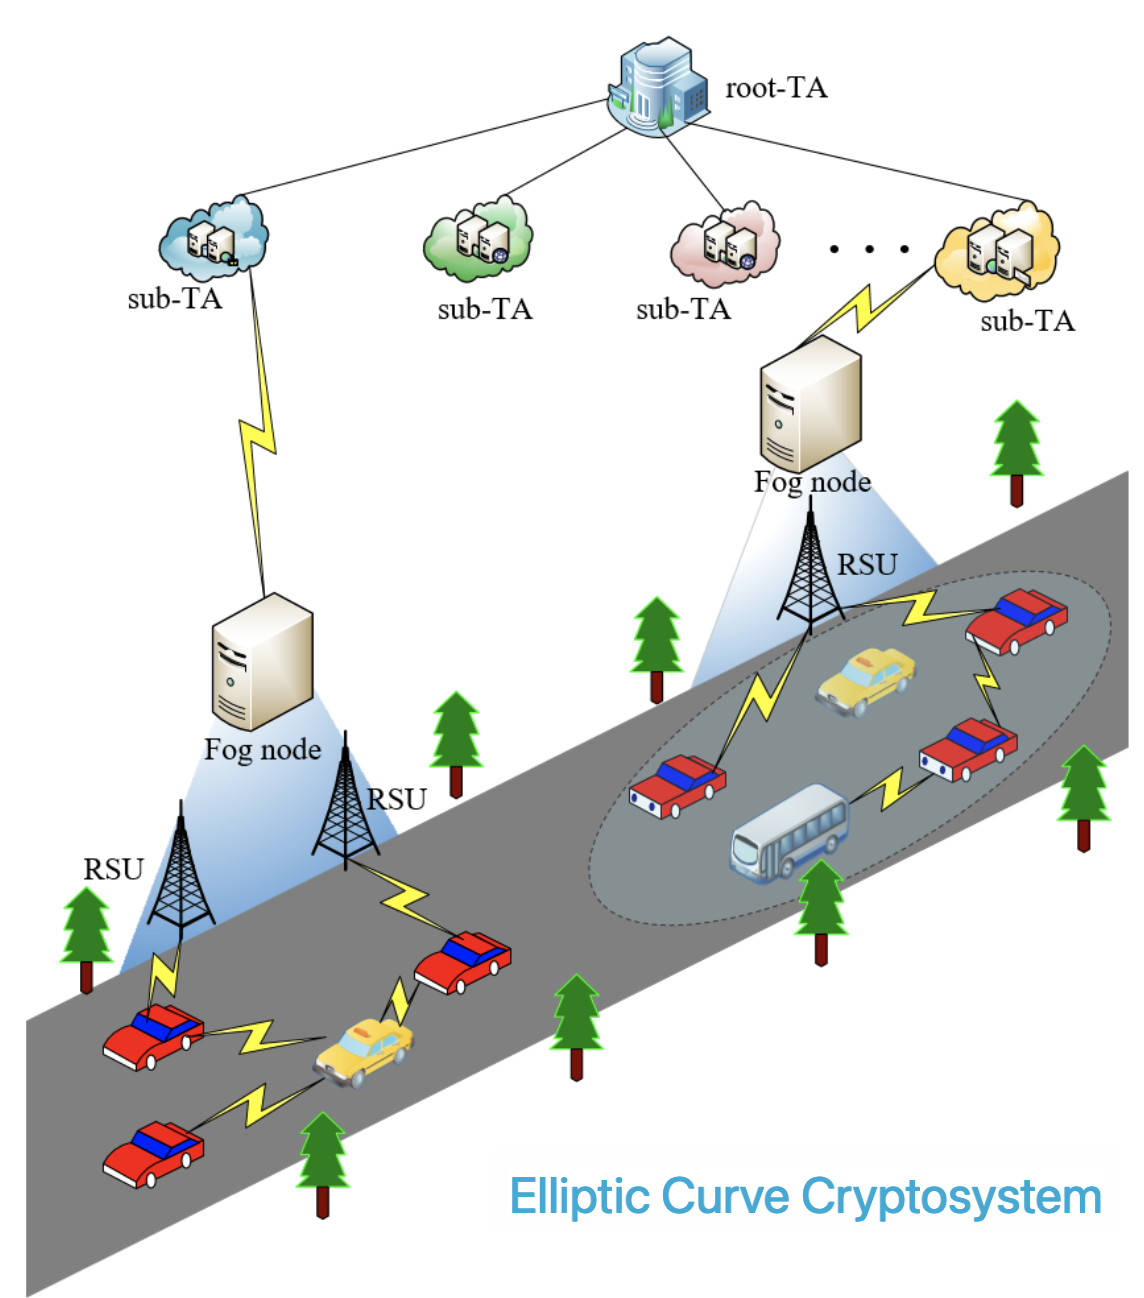 root-TA
sub-TA
sub-TA
sub-TA
sub-TA
Fog node
RSU
Fog node
RSU
RSU
Elliptic Curve Cryptosystem